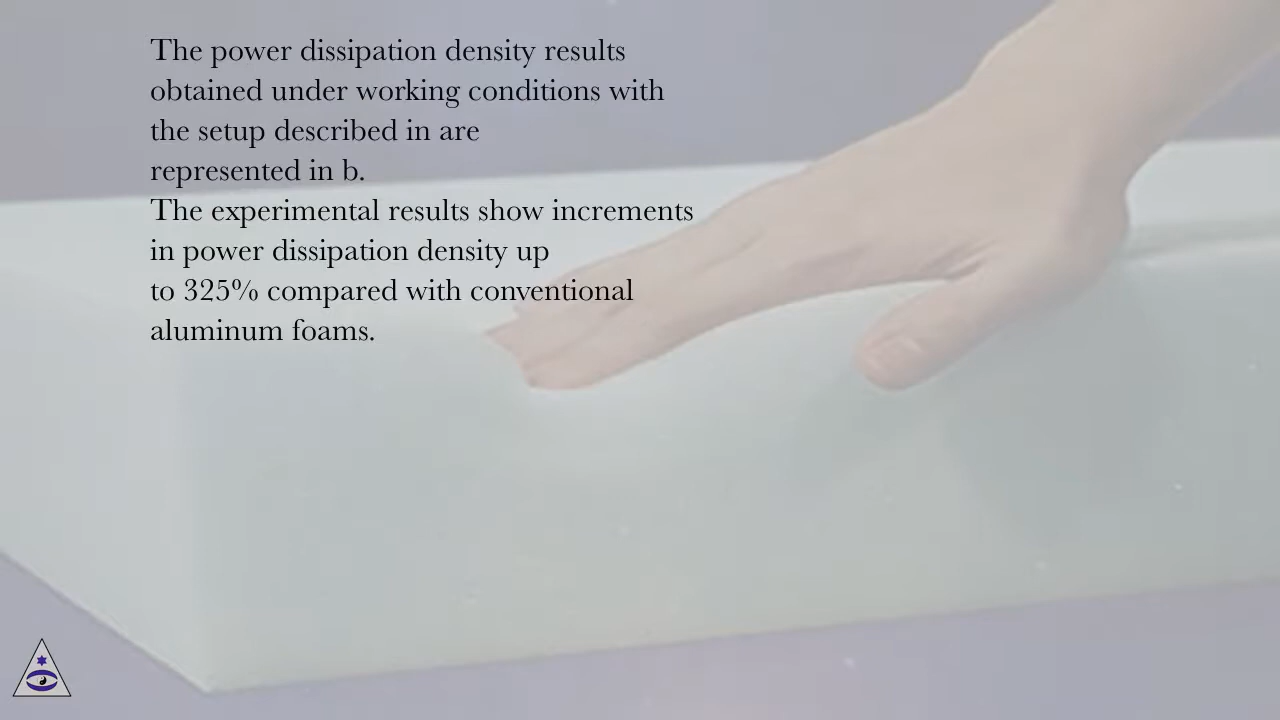 The power dissipation density results
obtained under working conditions with
the setup described in are
represented in b.
The experimental results show increments
in power dissipation density up
to 325% compared with conventional
aluminum foams.